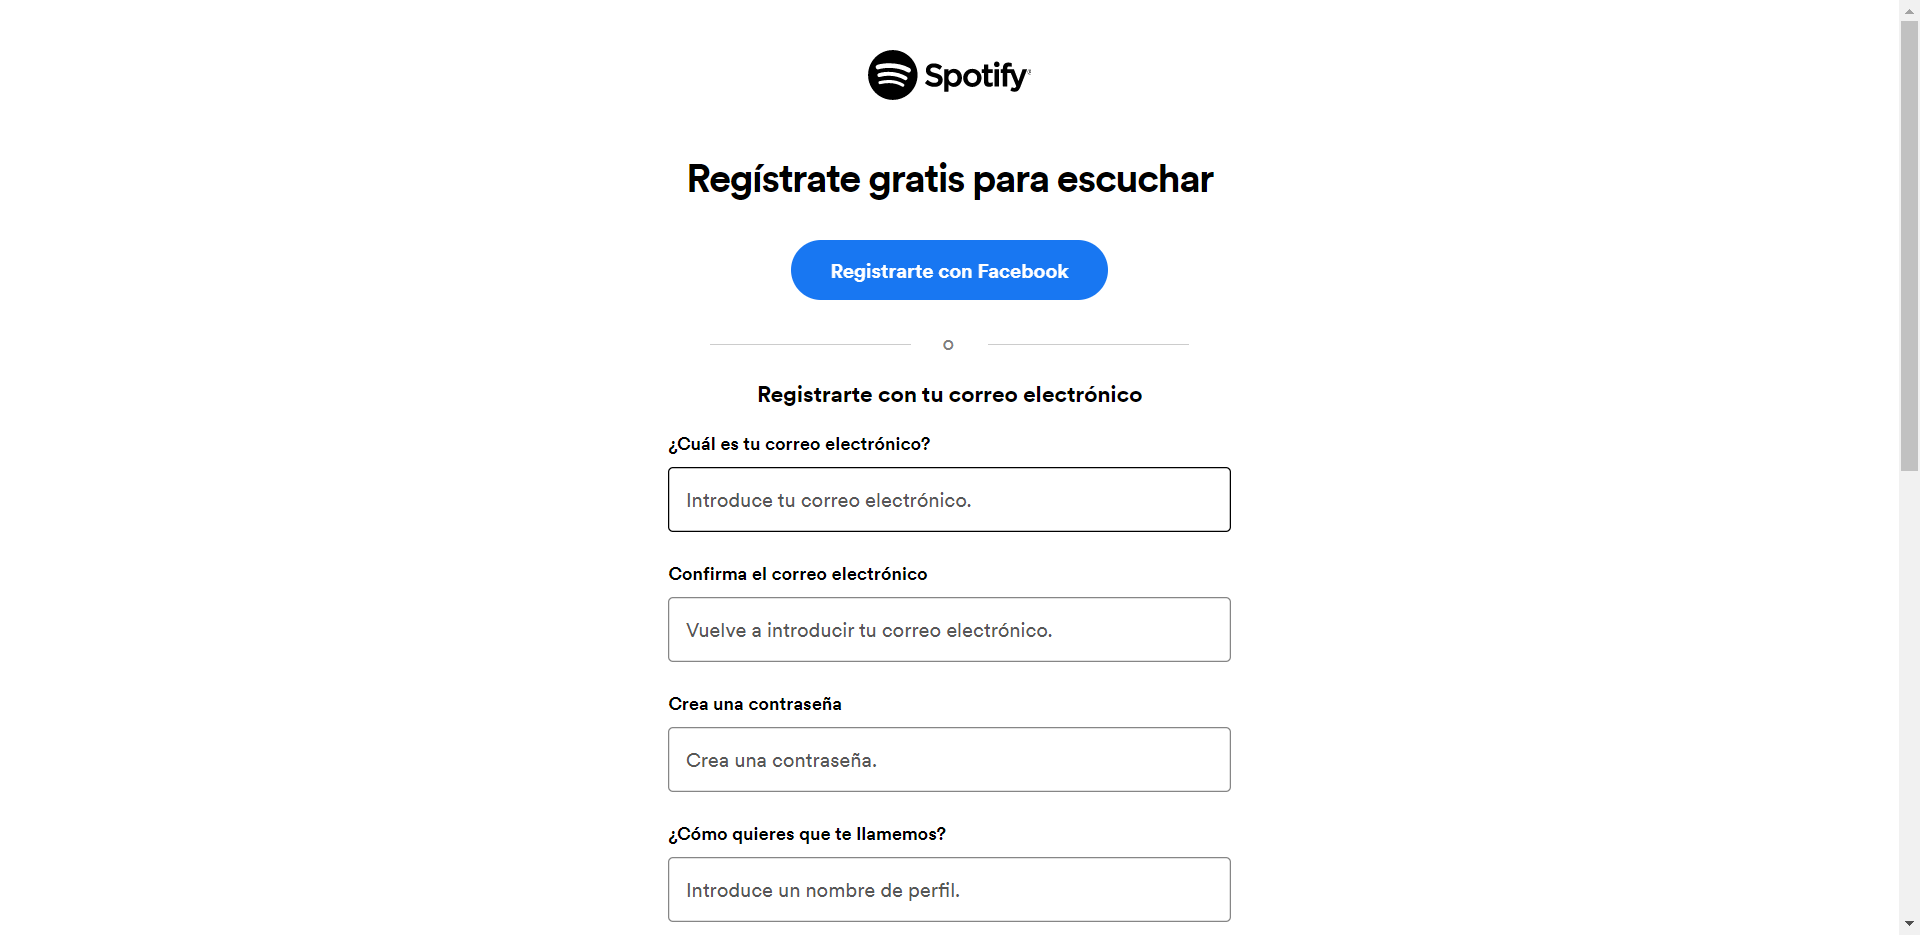 Spotify
Regístrate gratis para escuchar
Registrarte con Facebook
o
Registrarte con tu correo electrónico
¿Cuál es tu correo electrónico?
Introduce tu correo electrónico.
Confirma el correo electrónico
Vuelve a introducir tu correo electrónico.
Crea una contraseña
Crea una contraseña.
¿Cómo quieres que te llamemos?
Introduce un nombre de perfil.